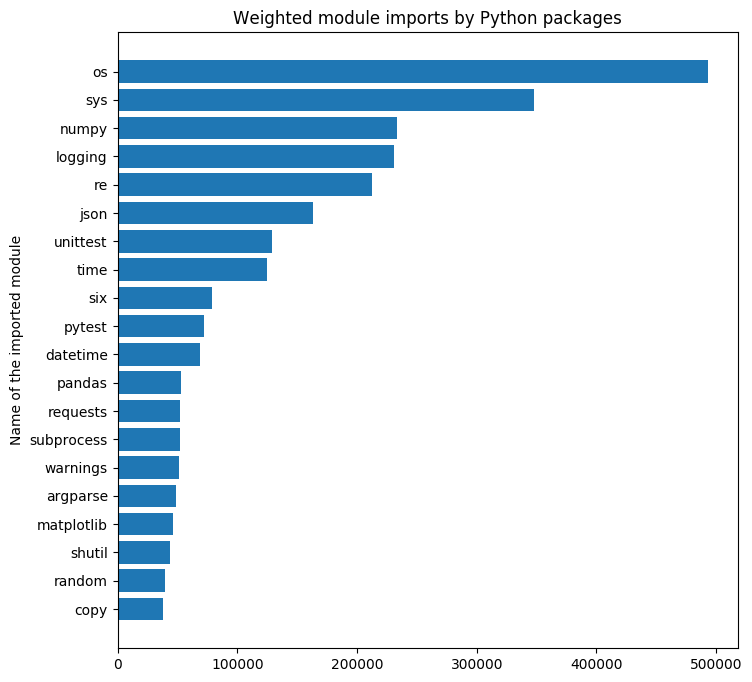 Weighted module imports by Python packages
Name of the imported module
os
sys
numpy
logging
re
json
unittest
time
six
pytest
datetime
pandas
requests
subprocess
warnings
argparse
matplotlib
shutil
random
copy
0 100000 200000 300000 400000 500000